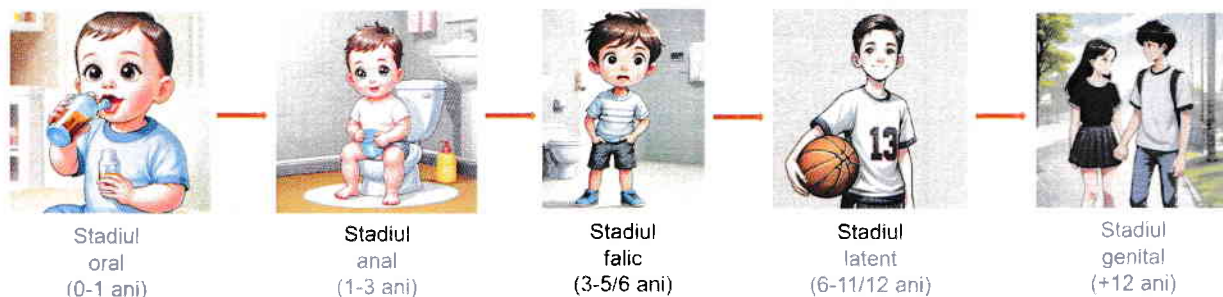 13
Stadiul
oral
(0-1 ani)
Stadiul
anal
(1-3 ani)
Stadiul
falic
(3-5/6 ani)
Stadiul
latent
(6-11/12 ani)
Stadiul
genital
(+12 ani)